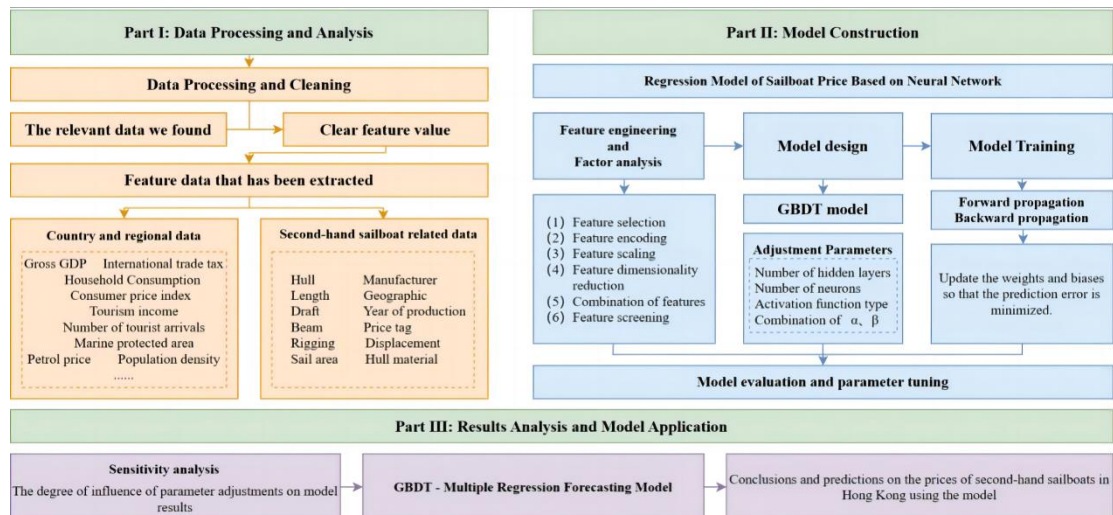 Part I: Data Processing and Analysis
Data Processing and Cleaning
The relevant data we found
Clear feature value
Feature data that has been extracted
Country and regional data
Gross GDP International trade tax
Household Consumption
Consumer price index
Tourism income
Number of tourist arrivals
Marine protected area
Petrol price Population density
......
Second-hand sailboat related data
Hull Manufacturer
Length Geographic
Draft Year of production
Beam Price tag
Rigging Displacement
Sail area Hull material
Part II: Model Construction
Regression Model of Sailboat Price Based on Neural Network
Feature engineering
and
Factor analysis
(1) Feature selection
(2) Feature encoding
(3) Feature scaling
(4) Feature dimensionality
reduction
(5) Combination of features
(6) Feature screening
Model design
GBDT model
Adjustment Parameters
Number of hidden layers
Number of neurons
Activation function type
Combination of α、β
Model Training
Forward propagation
Backward propagation
Update the weights and biases
so that the prediction error is
minimized.
Model evaluation and parameter tuning
Part III: Results Analysis and Model Application
Sensitivity analysis
The degree of influence of parameter adjustments on model
results
GBDT - Multiple Regression Forecasting Model
Conclusions and predictions on the prices of second-hand sailboats in
Hong Kong using the model